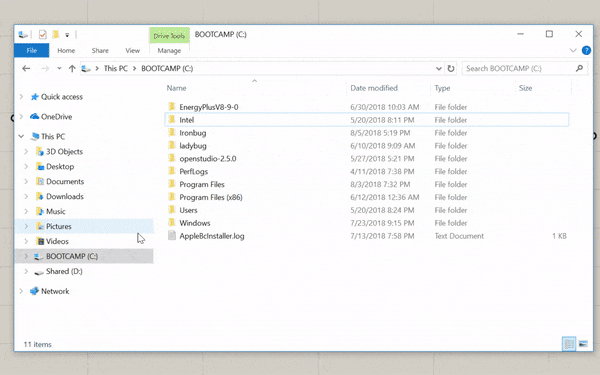 Drive Tools BOOTCAMP (C:)
File Home Share View Manage
This PC BOOTCAMP (C:) Search BOOTCAMP (C:)
Name Date modified Type Size
Quick access
OneDrive
This PC
3D Objects
Desktop
Documents
Downloads
Music
Pictures
Videos
BOOTCAMP (C:)
Shared (D:)
Network
EnergyPlusV8-9-0 6/30/2018 10:03 AM File folder
Intel 5/20/2018 8:11 PM File folder
Ironbug 8/5/2018 5:19 PM File folder
ladybug 6/10/2018 9:09 AM File folder
openstudio-2.5.0 5/27/2018 5:21 PM File folder
PerfLogs 4/11/2018 7:38 PM File folder
Program Files 8/3/2018 7:32 PM File folder
Program Files (x86) 6/12/2018 12:36 AM File folder
Users 5/20/2018 8:24 PM File folder
Windows 7/23/2018 9:15 PM File folder
AppleBcInstaller.log 7/13/2018 7:58 PM Text Document 1 KB
11 items